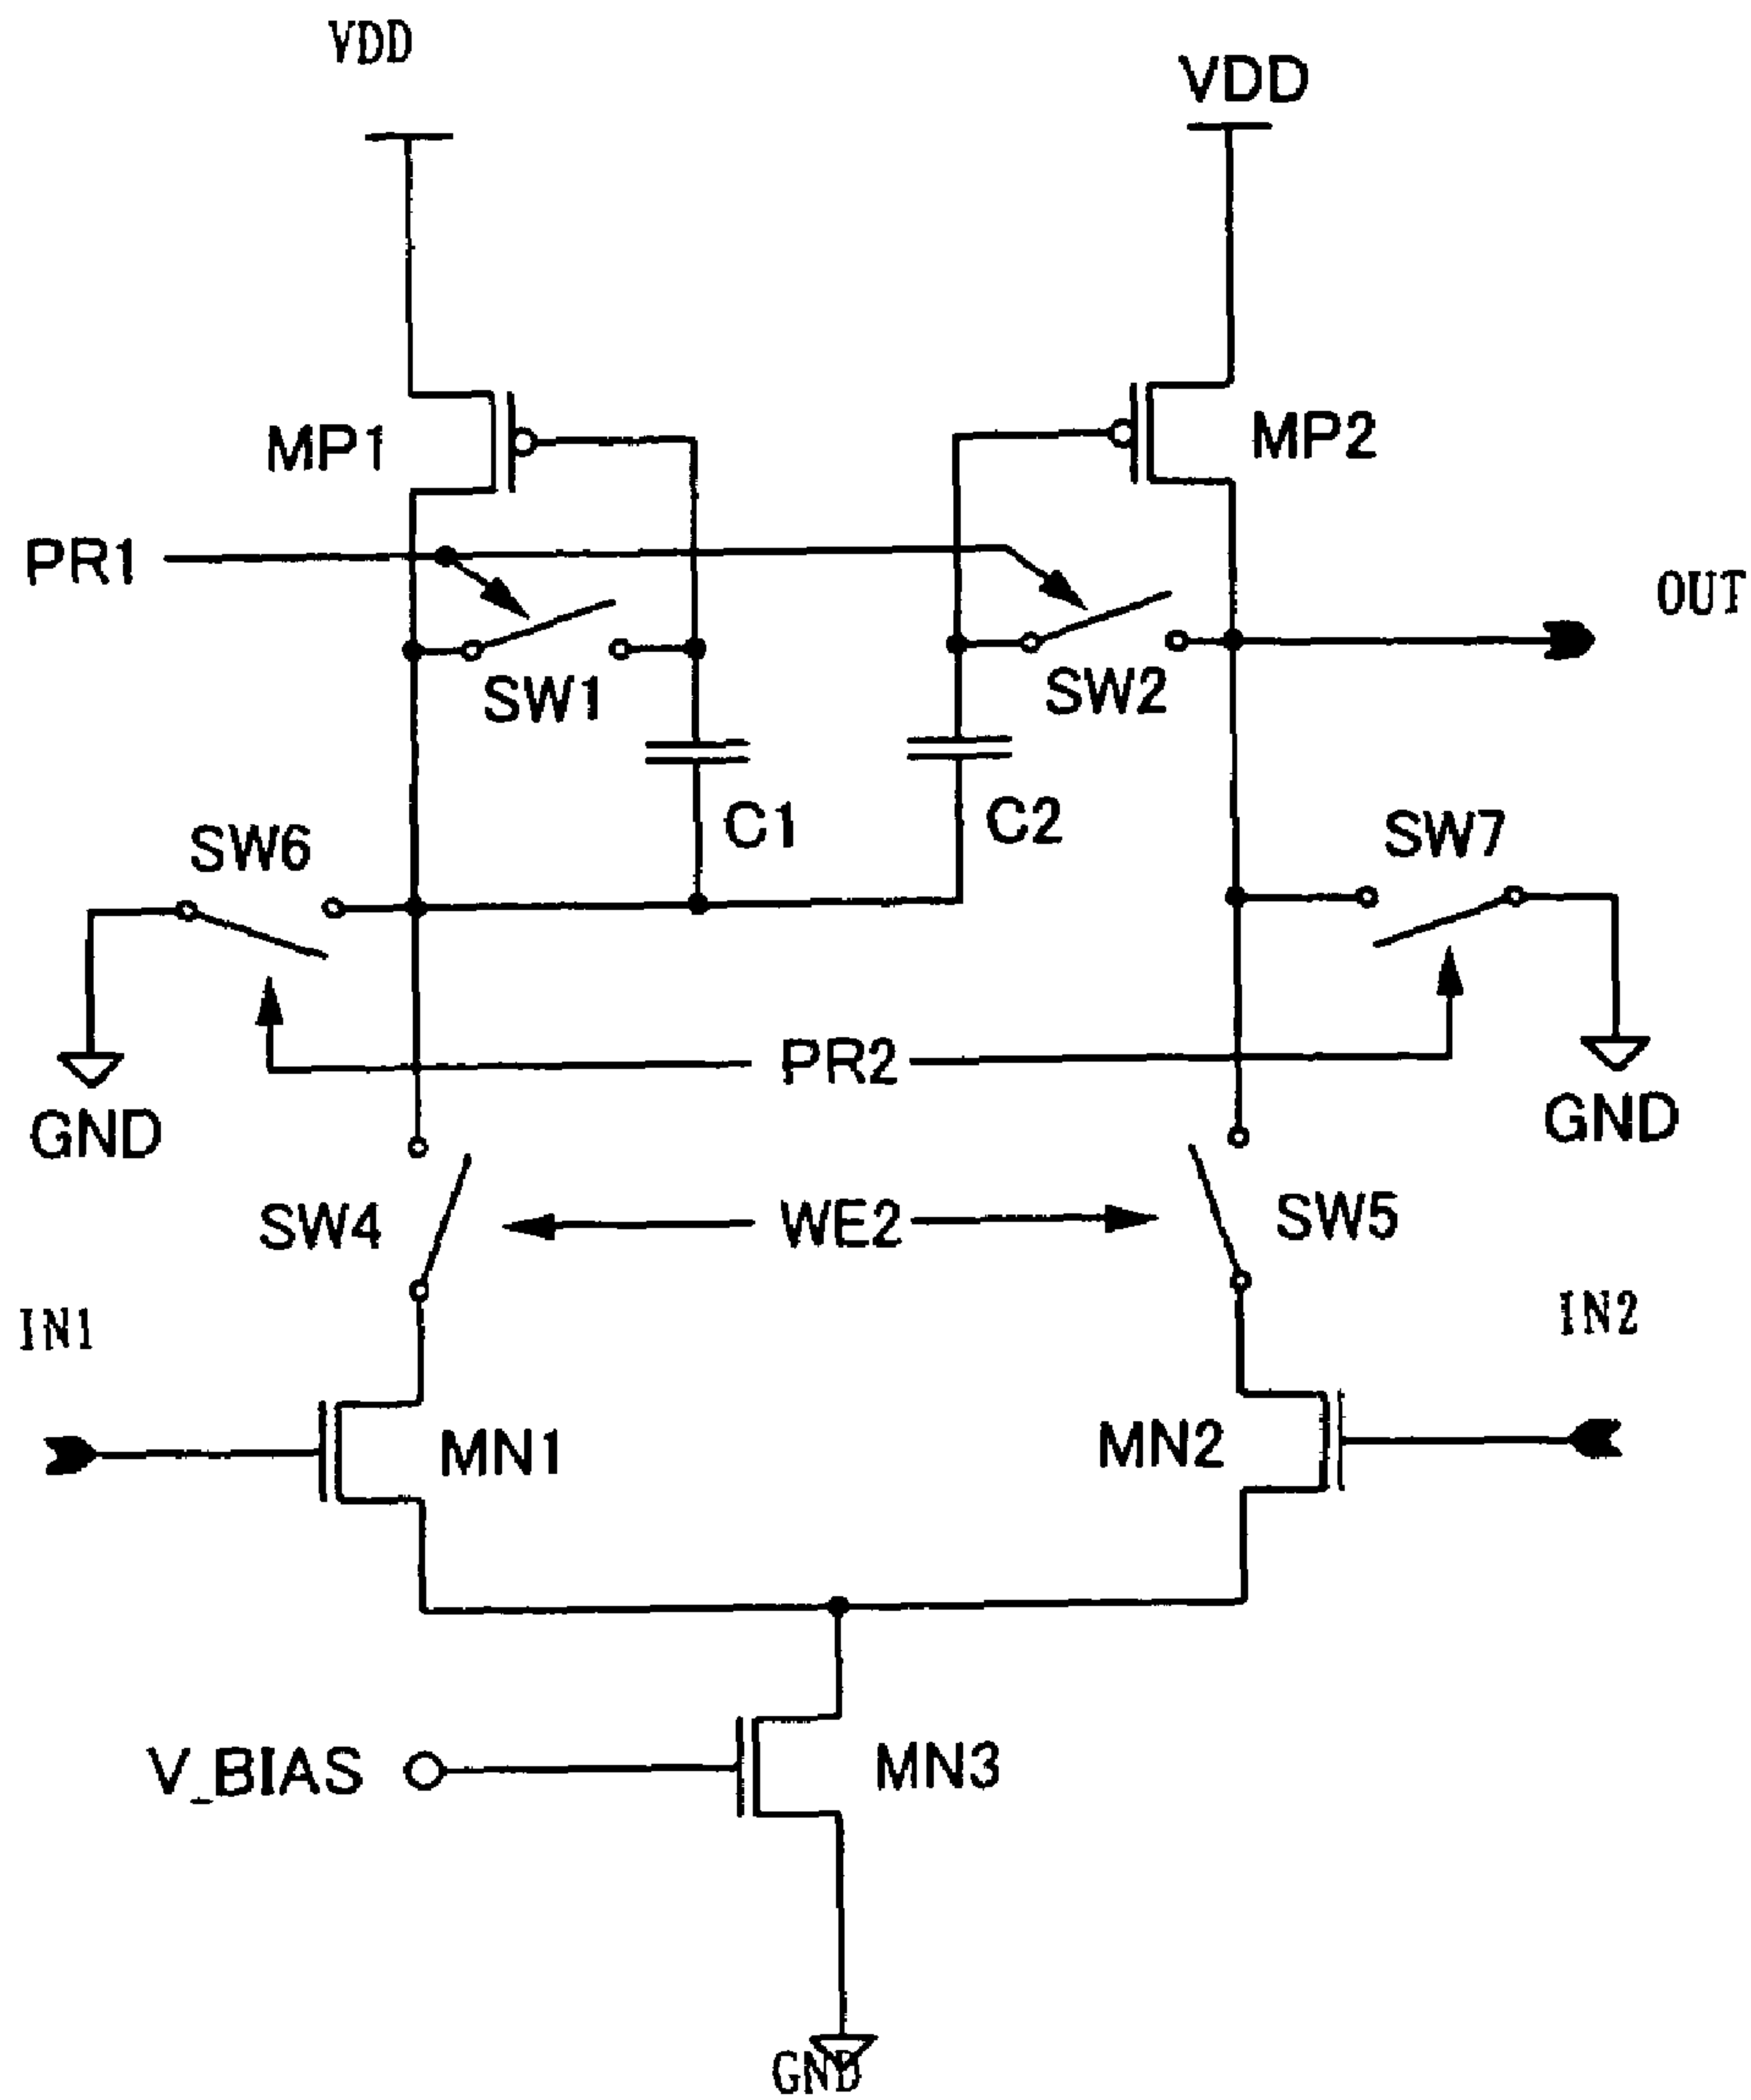 VDD
VDD
MP1
MP2
PR1
OUT
SW1
SW2
C1
C2
SW6
SW7
PR2
GND
GND
SW4
WE2
SW5
IN1
IN2
MN1
MN2
V_BIAS
MN3
GND